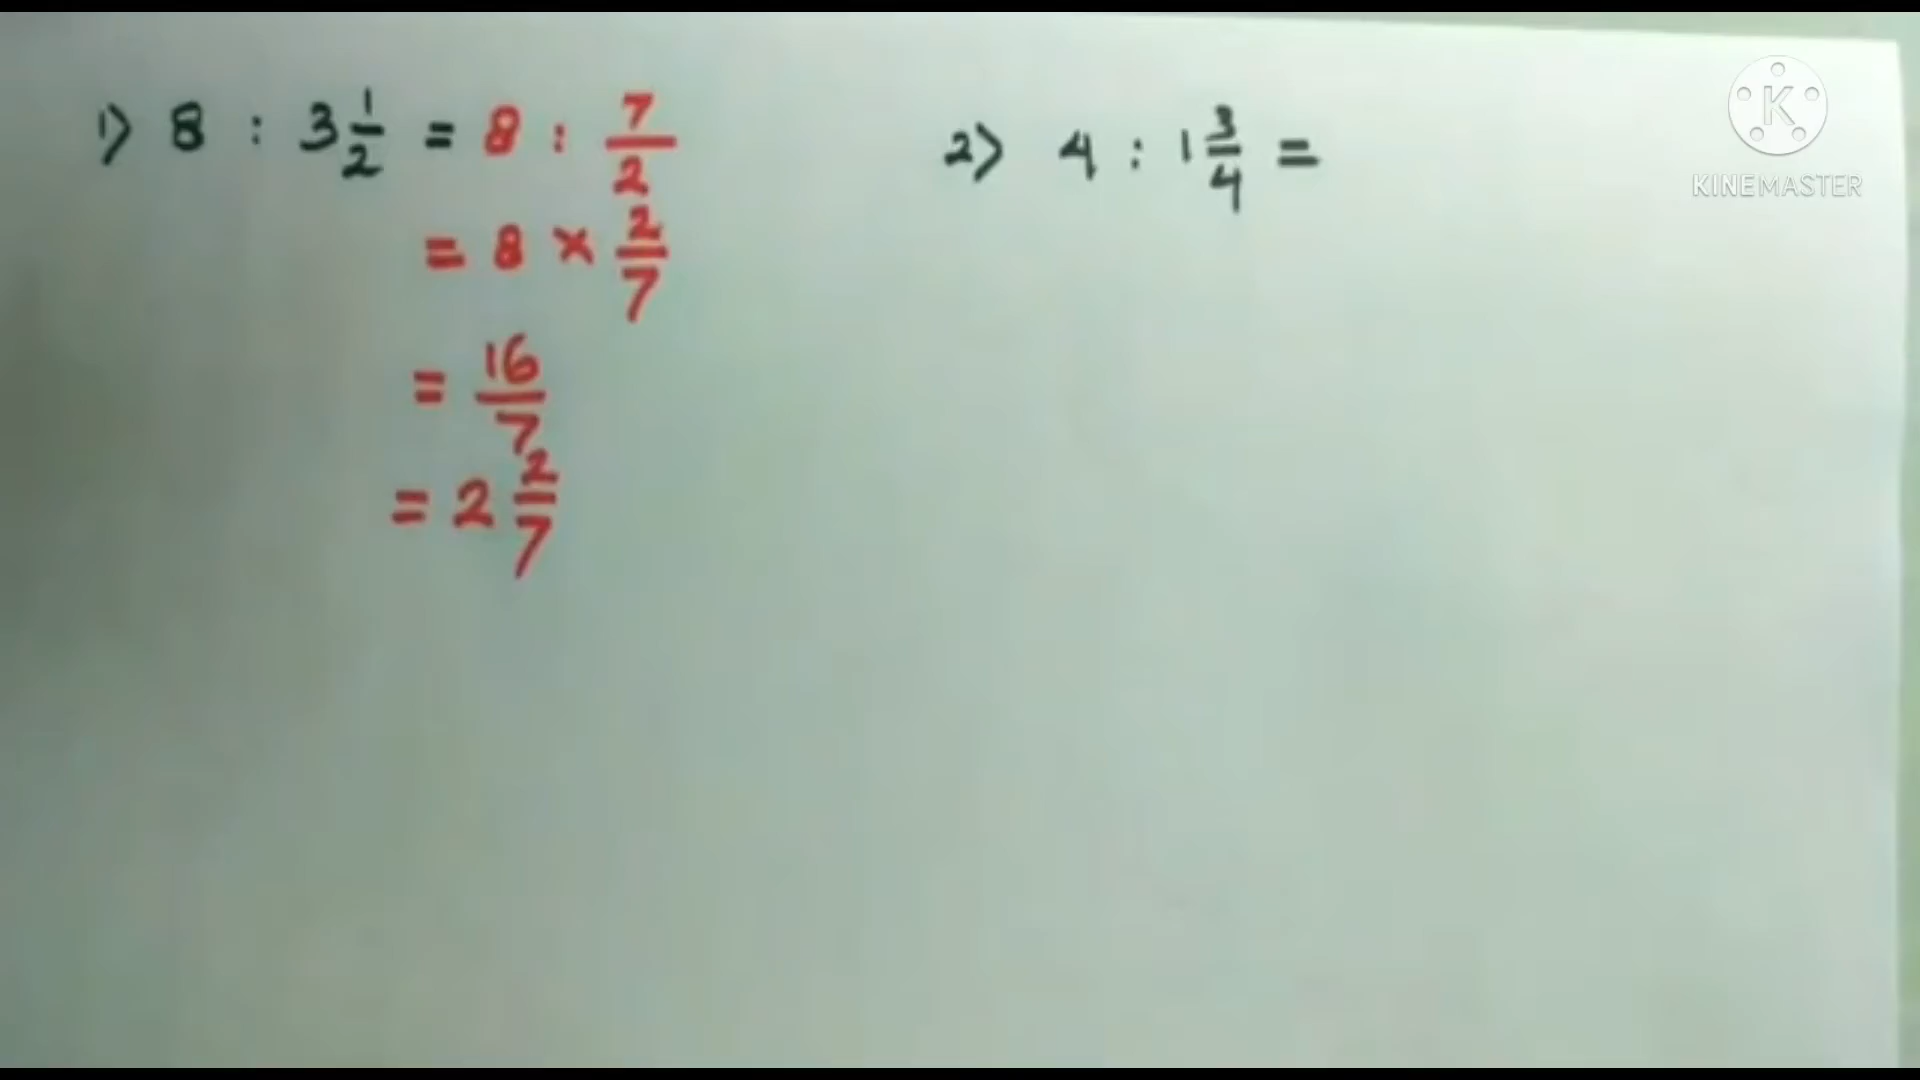 1) 8 : 3 1/2 = 8 : 7/2
= 8 × 2/7
= 16/7
= 2 2/7
2) 4 : 1 3/4 =
K
KINEMASTER